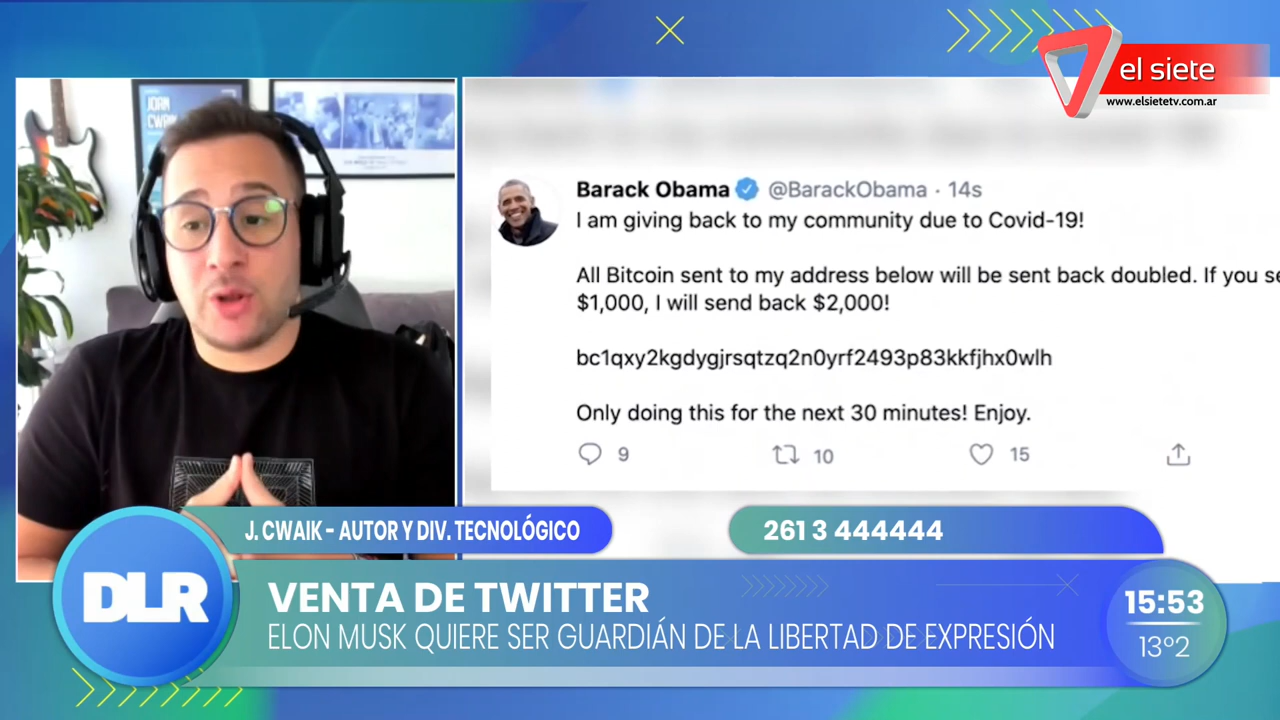 el siete
www.elsietetv.com.ar
JOAN
CWAIK
Barack Obama @BarackObama · 14s
I am giving back to my community due to Covid-19!
All Bitcoin sent to my address below will be sent back doubled. If you
$1,000, I will send back $2,000!
bc1qxy2kgdygjrsqtzq2n0yrf2493p83kkfjhx0wlh
Only doing this for the next 30 minutes! Enjoy.
9 10 15
J. CWAIK - AUTOR Y DIV. TECNOLÓGICO
261 3 444444
DLR
VENTA DE TWITTER
ELON MUSK QUIERE SER GUARDIÁN DE LA LIBERTAD DE EXPRESIÓN
15:53
13º2